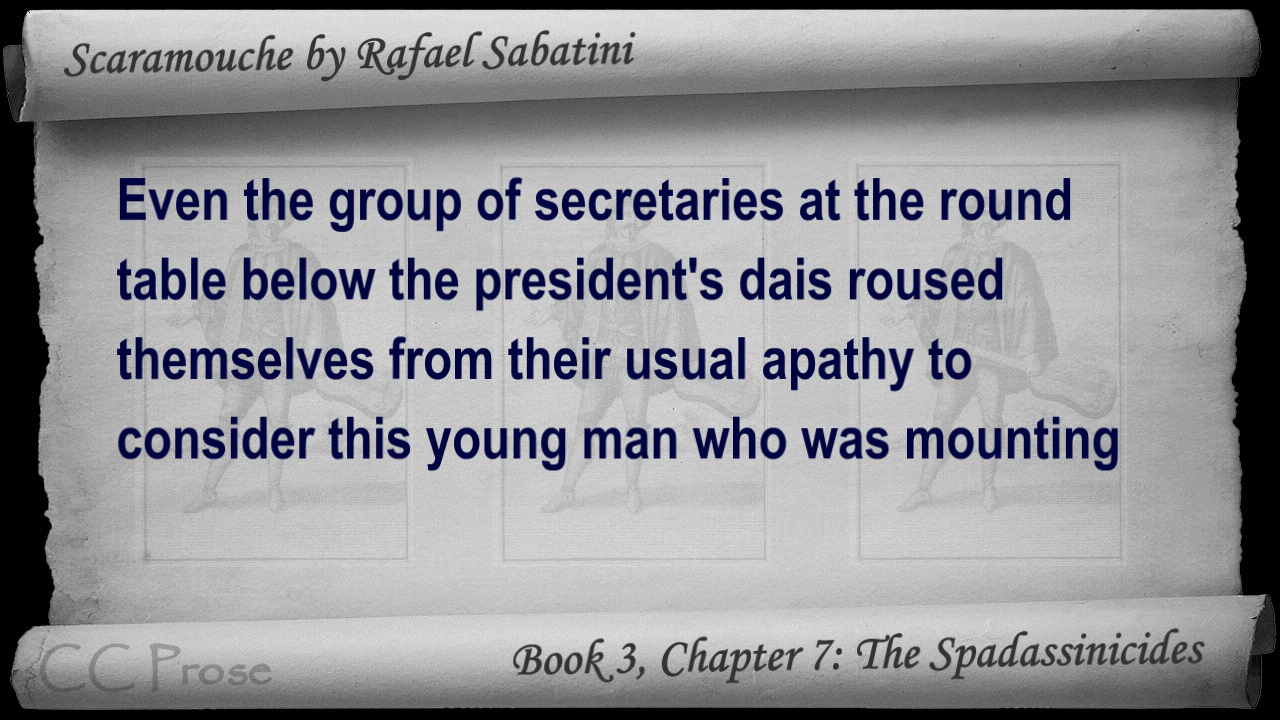 Scaramouche by Rafael Sabatini
Even the group of secretaries at the round
table below the president's dais roused
themselves from their usual apathy to
consider this young man who was mounting
CC Prose
Book 3, Chapter 7: The Spadassinicides